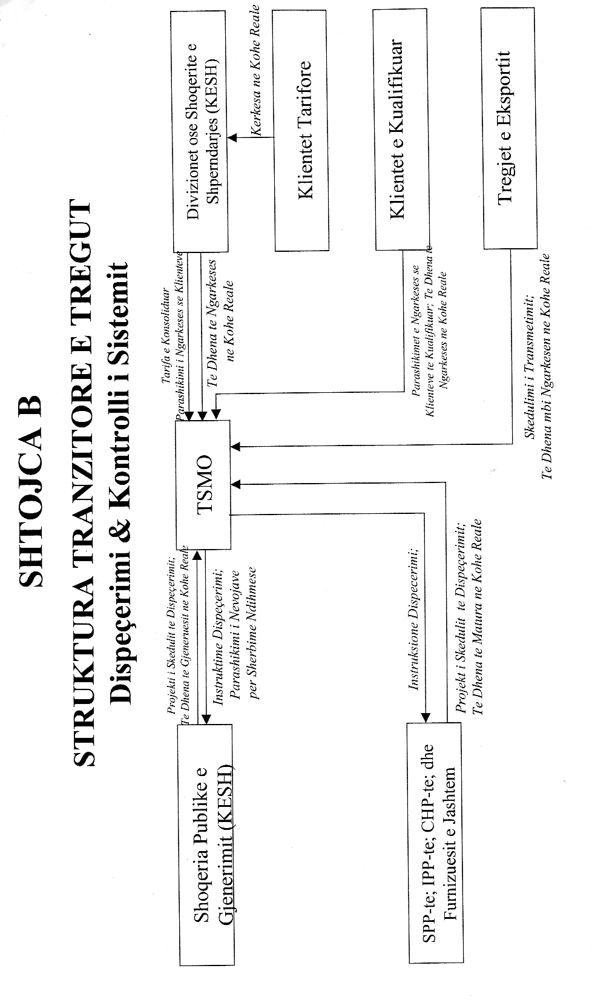 SHTOJCA B
STRUKTURA TRANZITORE E TREGUT
Dispeçerimi & Kontrolli i Sistemit
Shoqeria Publike e
Gjenerimit (KESH)
Projekti i Skedulit te Dispeçerimit;
Te Dhena te Gjeneruesit ne Kohe Reale
Instruktime Dispeçerimi;
Parashikimi i Nevojave
per Sherbime Ndihmese
TSMO
Tarifa e Konsoliduar
Parashikimi i Ngarkeses se Klienteve
Te Dhena te Ngarkeses
ne Kohe Reale
Divizionet ose Shoqerite e
Shperndarjes (KESH)
Kerkesa ne Kohe Reale
Klientet Tarifore
Klientet e Kualifikuar
Parashikimet e Ngarkeses se
Klienteve te Kualifikuar; Te Dhena te
Ngarkeses ne Kohe Reale
Tregjet e Eksportit
Skedulimi i Transmetimit;
Te Dhena mbi Ngarkesen ne Kohe Reale
SPP-te; IPP-te; CHP-te; dhe
Furnizuesit e Jashtem
Instruksione Dispecerimi;
Projekt i Skedulit te Dispeçerimit;
Te Dhena te Matura ne Kohe Reale